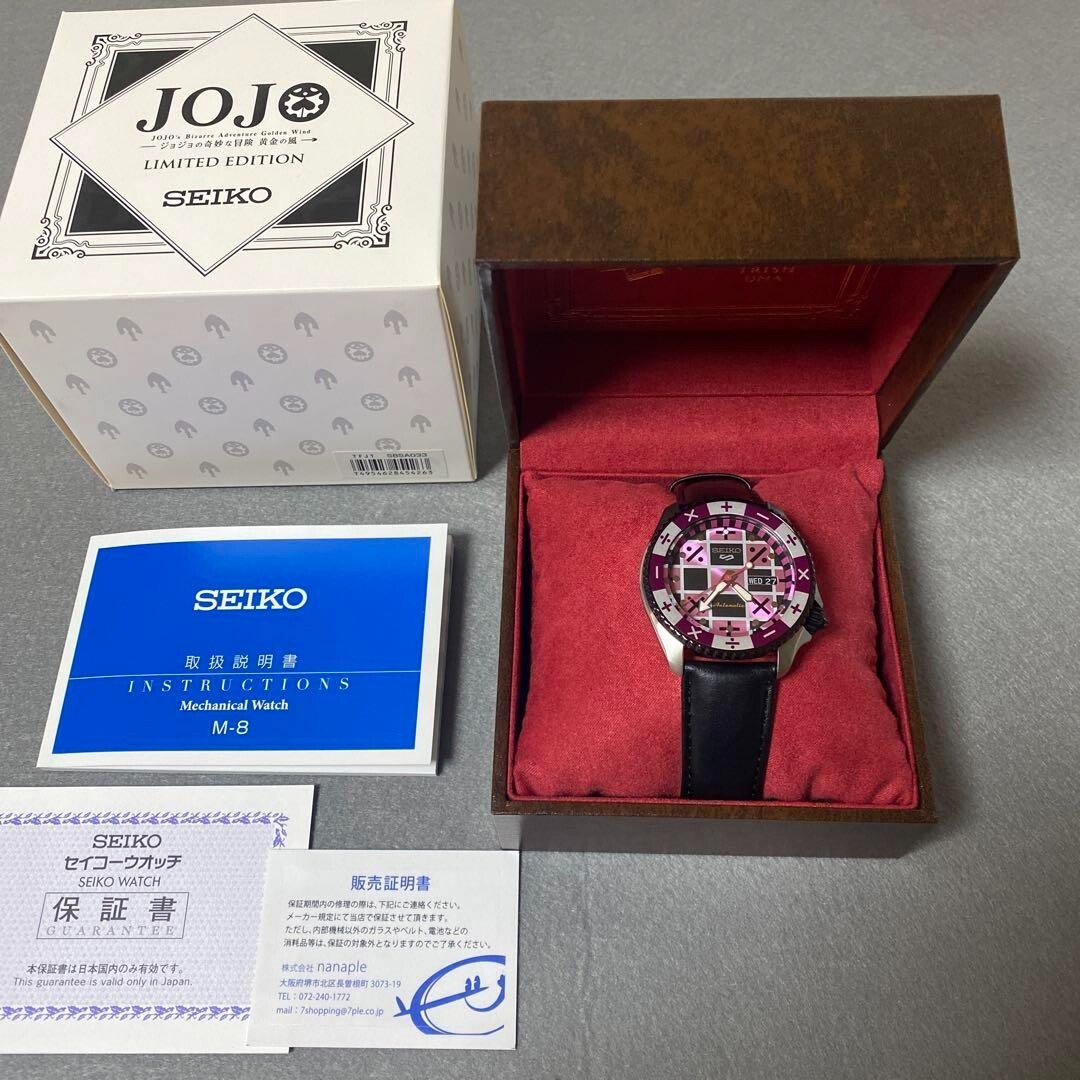 JOJO
JOJO's Bizarre Adventure Golden Wind
ジョジョの奇妙な冒険 黄金の風
LIMITED EDITION
SEIKO
TFJT SBSA033
T4954628454263
SEIKO
5
WED 27
Automatic
SEIKO
取扱説明書
INSTRUCTIONS
Mechanical Watch
M-8
SEIKO
セイコーウオッチ
SEIKO WATCH
保証書
GUARANTEE
本保証書は日本国内のみ有効です。
This guarantee is valid only in Japan.
販売証明書
保証期間内の修理の際は、下記にご連絡ください。
メーカー規定にて当店で保証させて頂きます。
ただし、内部機械以外のガラスやベルト、電池などの
消耗品等は、保証の対象外となりますのでご了承ください。
株式会社 nanaple
大阪府堺市北区長曽根町 3073-19
TEL：072-240-1772
mail：7shopping@7ple.co.jp